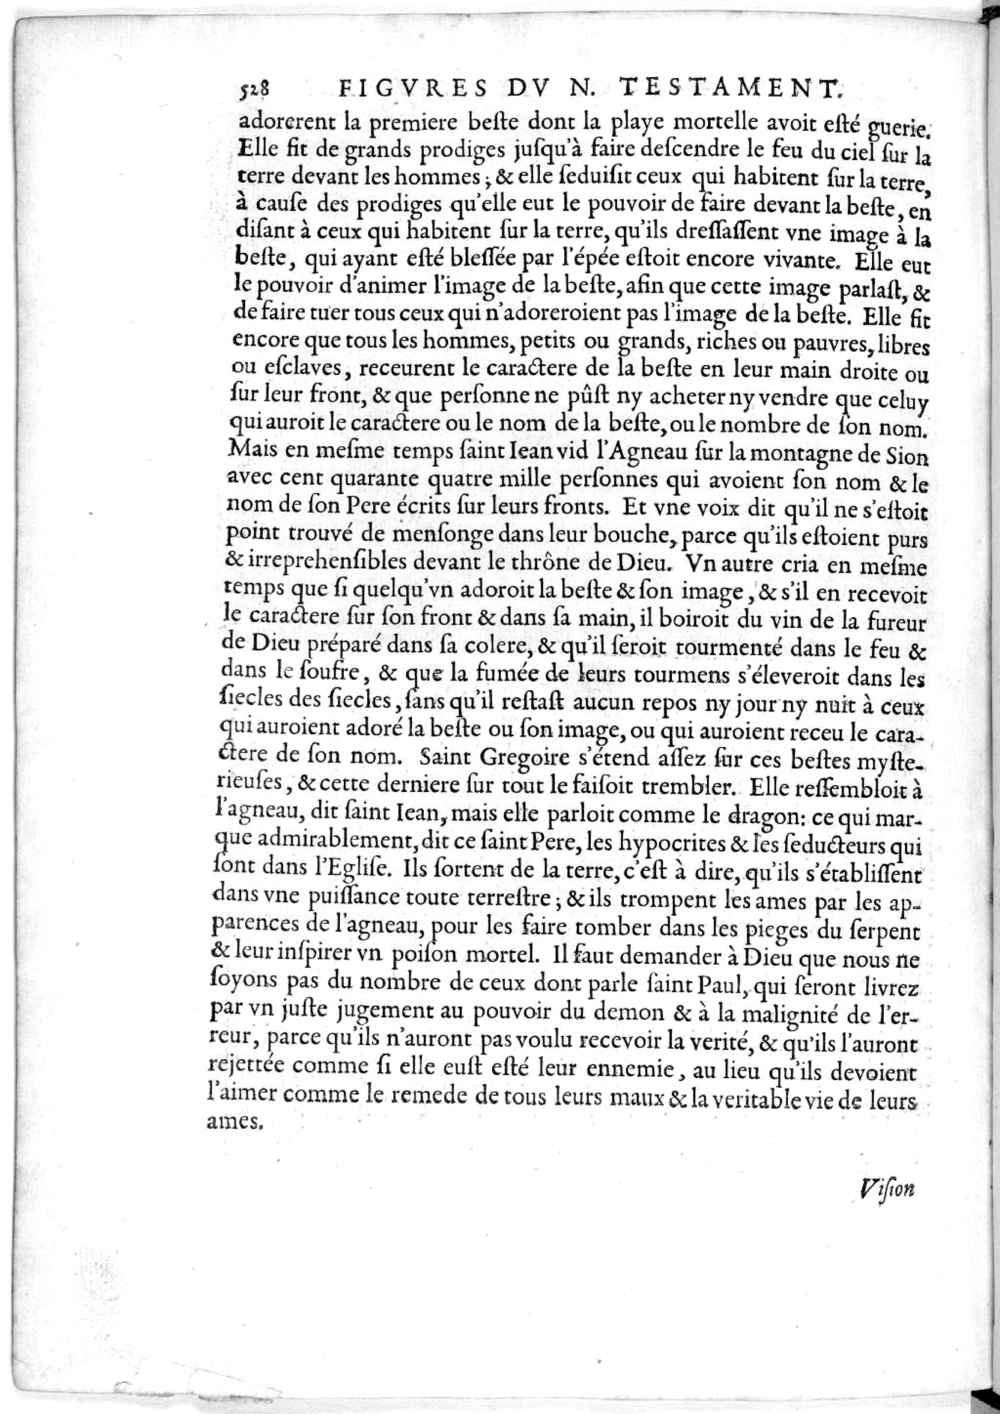 528 FIGVRES DV N. TESTAMENT.
adorerent la premiere beſte dont la playe mortelle avoit eſté guerie.
Elle fit de grands prodiges juſqu'à faire deſcendre le feu du ciel ſur la
terre devant les hommes ; & elle ſeduiſit ceux qui habitent ſur la terre,
à cauſe des prodiges qu'elle eut le pouvoir de faire devant la beſte, en
diſant à ceux qui habitent ſur la terre, qu'ils dreſſaſſent vne image à la
beſte, qui ayant eſté bleſſée par l'épée eſtoit encore vivante. Elle eut
le pouvoir d'animer l'image de la beſte, afin que cette image parlaſt, &
de faire tuer tous ceux qui n'adoreroient pas l'image de la beſte. Elle fit
encore que tous les hommes, petits ou grands, riches ou pauvres, libres
ou eſclaves, receurent le caractere de la beſte en leur main droite ou
ſur leur front, & que perſonne ne pûſt ny acheter ny vendre que celuy
qui auroit le caractere ou le nom de la beſte, ou le nombre de ſon nom.
Mais en meſme temps ſaint Iean vid l'Agneau ſur la montagne de Sion
avec cent quarante quatre mille perſonnes qui avoient ſon nom & le
nom de ſon Pere écrits ſur leurs fronts. Et vne voix dit qu'il ne s'eſtoit
point trouvé de menſonge dans leur bouche, parce qu'ils eſtoient purs
& irreprehenſibles devant le thrône de Dieu. Vn autre cria en meſme
temps que ſi quelqu'vn adoroit la beſte & ſon image, & s'il en recevoit
le caractere ſur ſon front & dans ſa main, il boiroit du vin de la fureur
de Dieu préparé dans ſa colere, & qu'il ſeroit tourmenté dans le feu &
dans le ſoufre, & que la fumée de leurs tourmens s'éleveroit dans les
ſiecles des ſiecles, ſans qu'il reſtaſt aucun repos ny jour ny nuit à ceux
qui auroient adoré la beſte ou ſon image, ou qui auroient receu le cara-
ctere de ſon nom. Saint Gregoire s'étend aſſez ſur ces beſtes myſte-
rieuſes, & cette derniere ſur tout le faiſoit trembler. Elle reſſembloit à
l'agneau, dit ſaint Iean, mais elle parloit comme le dragon: ce qui mar-
que admirablement, dit ce ſaint Pere, les hypocrites & les ſeducteurs qui
ſont dans l'Egliſe. Ils ſortent de la terre, c'eſt à dire, qu'ils s'établiſſent
dans vne puiſſance toute terreſtre ; & ils trompent les ames par les ap-
parences de l'agneau, pour les faire tomber dans les pieges du ſerpent
& leur inſpirer vn poiſon mortel. Il faut demander à Dieu que nous ne
ſoyons pas du nombre de ceux dont parle ſaint Paul, qui ſeront livrez
par vn juſte jugement au pouvoir du demon & à la malignité de l'er-
reur, parce qu'ils n'auront pas voulu recevoir la verité, & qu'ils l'auront
rejettée comme ſi elle euſt eſté leur ennemie, au lieu qu'ils devoient
l'aimer comme le remede de tous leurs maux & la veritable vie de leurs
ames.
Viſion